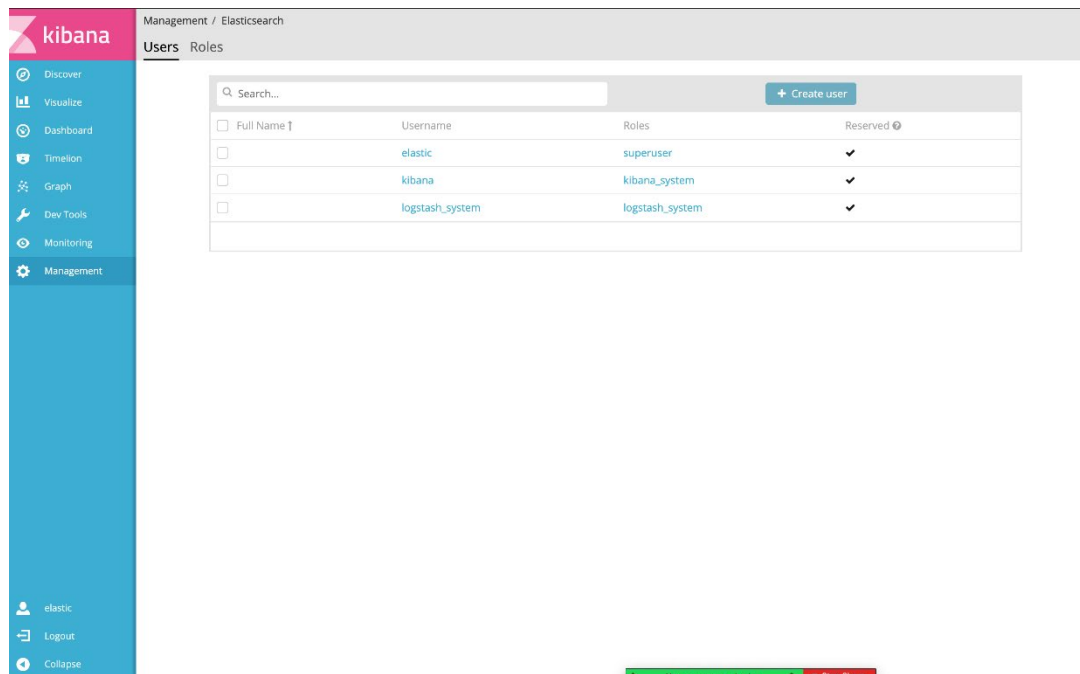 kibana
Discover
Visualize
Dashboard
Timelion
Graph
Dev Tools
Monitoring
Management
elastic
Logout
Collapse
Management / Elasticsearch
Users Roles
Search...
+ Create user
Full Name Username Roles Reserved
elastic superuser
kibana kibana_system
logstash_system logstash_system